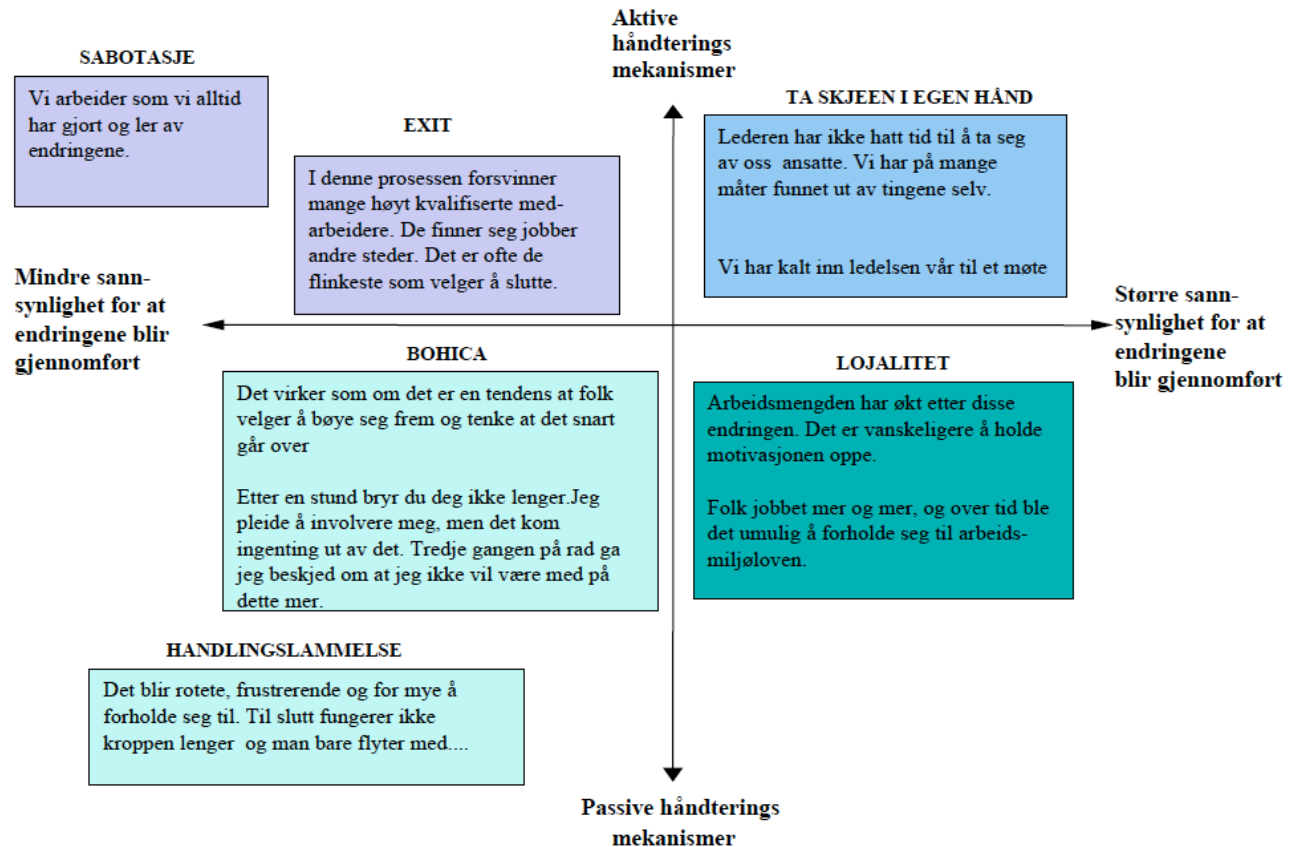 Aktive
håndterings
mekanismer
SABOTASJE
Vi arbeider som vi alltid
har gjort og ler av
endringene.
EXIT
I denne prosessen forsvinner
mange høyt kvalifiserte med-
arbeidere. De finner seg jobber
andre steder. Det er ofte de
flinkeste som velger å slutte.
TA SKJEEN I EGEN HÅND
Lederen har ikke hatt tid til å ta seg
av oss ansatte. Vi har på mange
måter funnet ut av tingene selv.
Vi har kalt inn ledelsen vår til et møte
Mindre sann-
synlighet for at
endringene blir
gjennomført
Større sann-
synlighet for at
endringene
blir gjennomført
BOHICA
Det virker som om det er en tendens at folk
velger å bøye seg frem og tenke at det snart
går over
Etter en stund bryr du deg ikke lenger.Jeg
pleide å involvere meg, men det kom
ingenting ut av det. Tredje gangen på rad ga
jeg beskjed om at jeg ikke vil være med på
dette mer.
LOJALITET
Arbeidsmengden har økt etter disse
endringen. Det er vanskeligere å holde
motivasjonen oppe.
Folk jobbet mer og mer, og over tid ble
det umulig å forholde seg til arbeids-
miljøloven.
HANDLINGSLAMMELSE
Det blir rotete, frustrerende og for mye å
forholde seg til. Til slutt fungerer ikke
kroppen lenger og man bare flyter med....
Passive håndterings
mekanismer